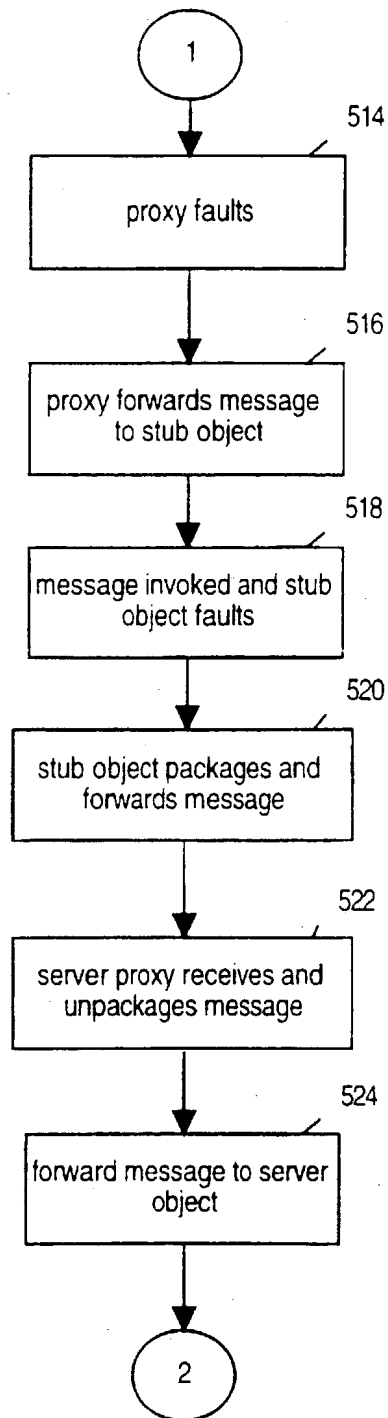 1
514
proxy faults
516
proxy forwards message
to stub object
518
message invoked and stub
object faults
520
stub object packages and
forwards message
522
server proxy receives and
unpackages message
524
forward message to server
object
2